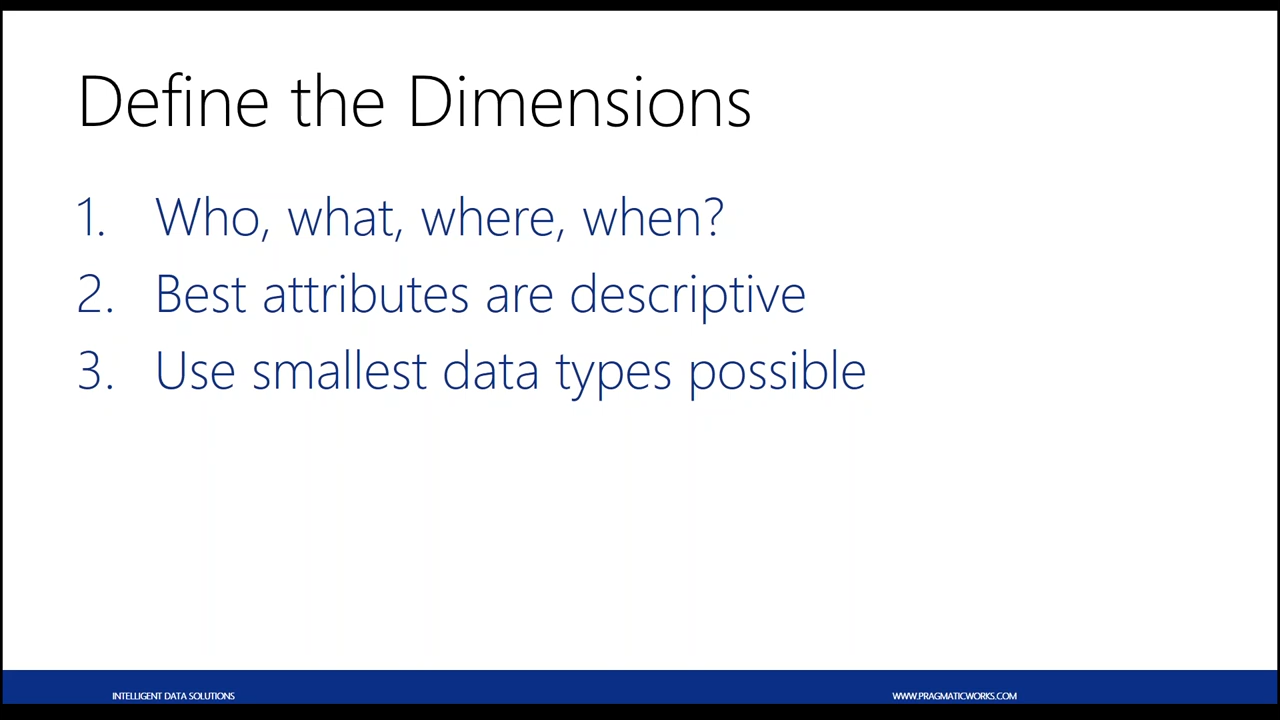 Define the Dimensions
1. Who, what, where, when?
2. Best attributes are descriptive
3. Use smallest data types possible
INTELLIGENT DATA SOLUTIONS
WWW.PRAGMATICWORKS.COM